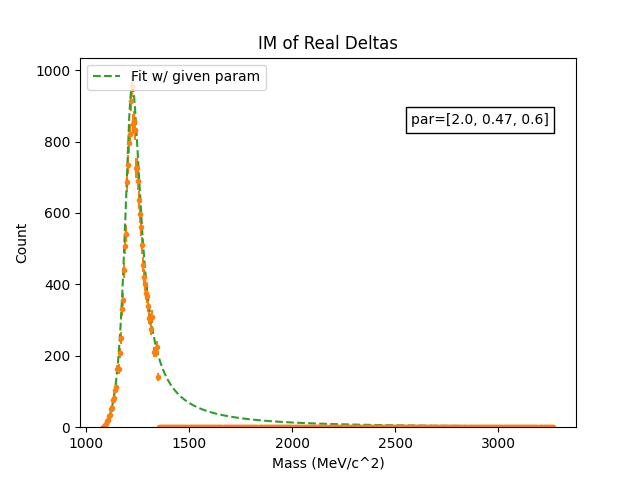 IM of Real Deltas
Fit w/ given param
par=[2.0, 0.47, 0.6]
Count
1000
800
600
400
200
0
1000 1500 2000 2500 3000
Mass (MeV/c^2)